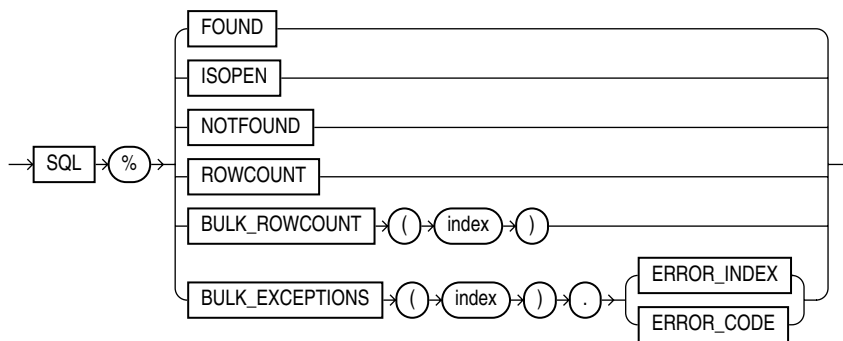 FOUND
ISOPEN
NOTFOUND
SQL %
ROWCOUNT
BULK_ROWCOUNT ( index )
ERROR_INDEX
BULK_EXCEPTIONS ( index ) .
ERROR_CODE